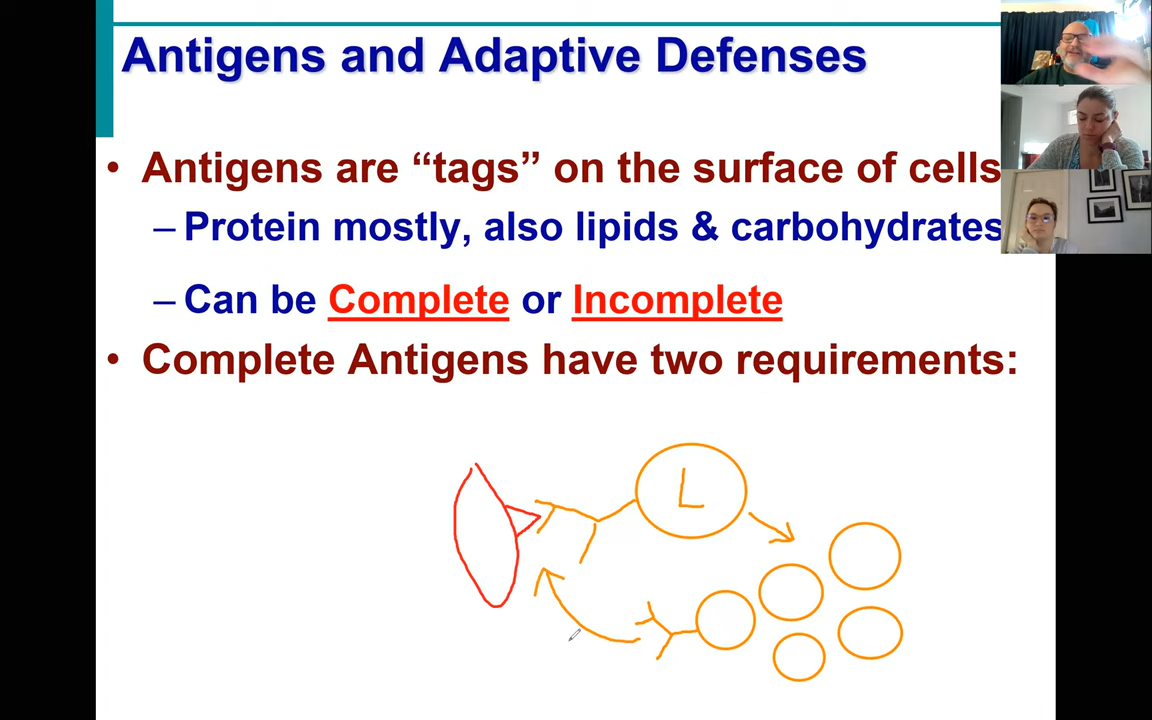 Antigens and Adaptive Defenses
• Antigens are “tags” on the surface of cells
– Protein mostly, also lipids & carbohydrates
– Can be Complete or Incomplete
• Complete Antigens have two requirements:
L